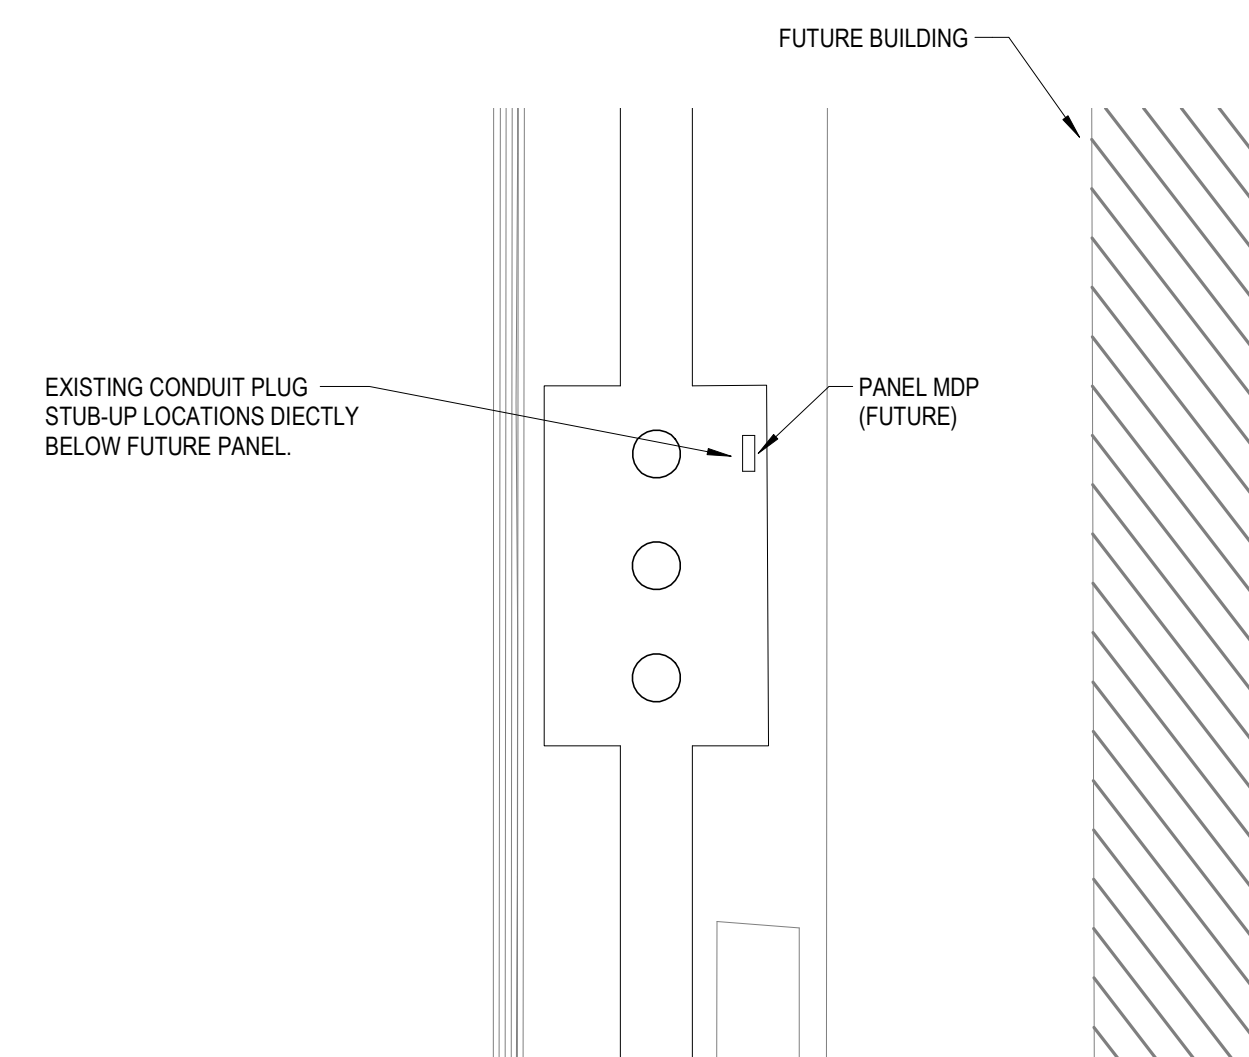 FUTURE BUILDING
EXISTING CONDUIT PLUG
STUB-UP LOCATIONS DIECTLY
BELOW FUTURE PANEL.
PANEL MDP
(FUTURE)